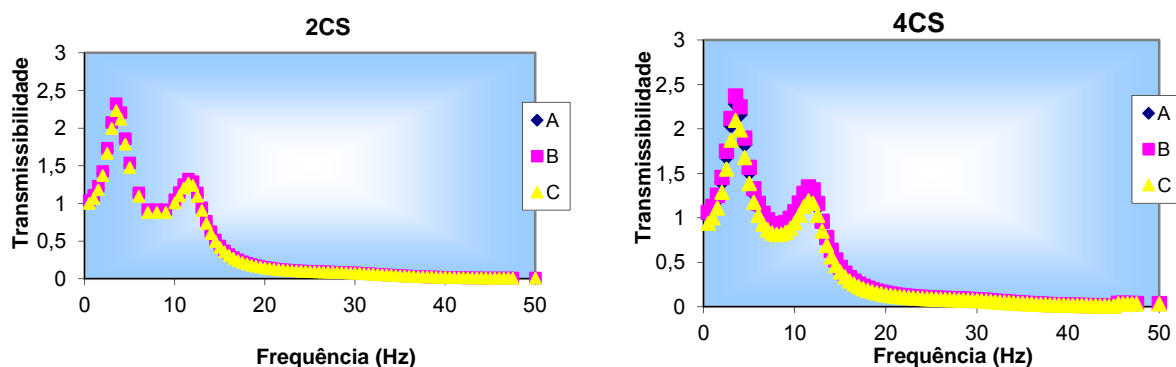 2CS
Transmissibilidade
3
2,5
2
1,5
1
0,5
0
0 10 20 30 40 50
Frequência (Hz)
A
B
C
4CS
Transmissibilidade
3
2,5
2
1,5
1
0,5
0
0 10 20 30 40 50
Frequência (Hz)
A
B
C